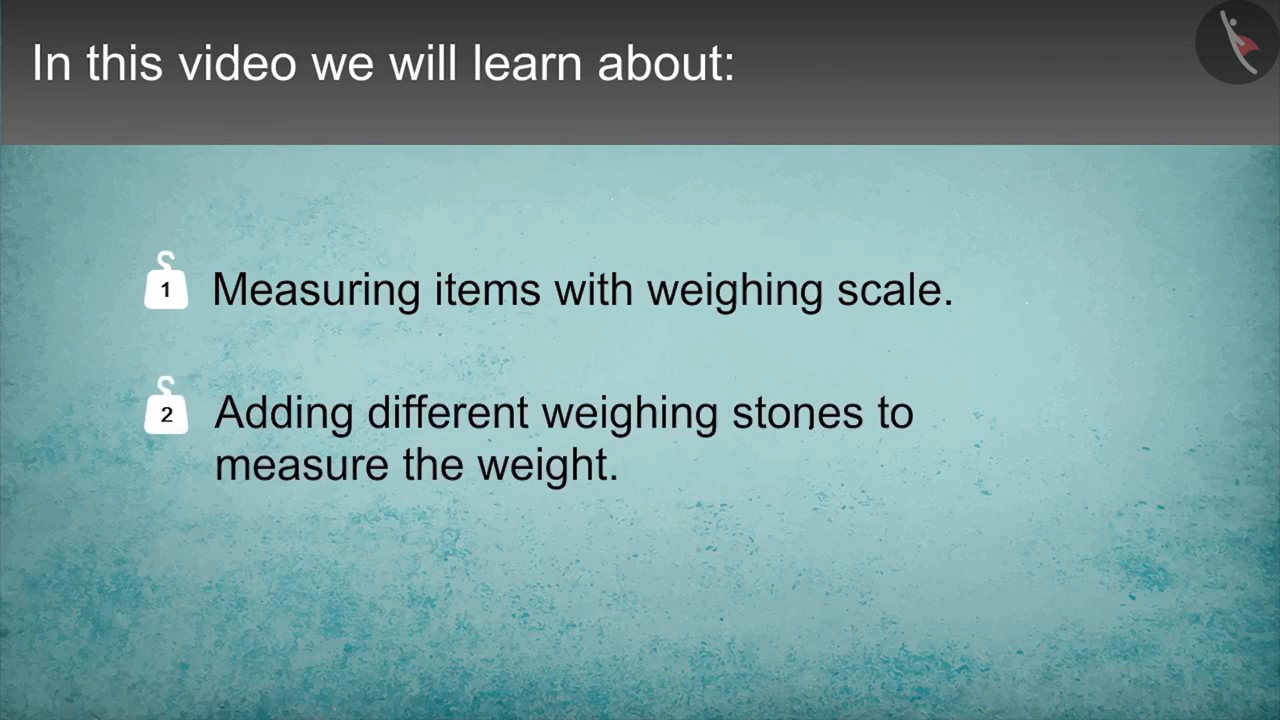 In this video we will learn about:
1 Measuring items with weighing scale.
2 Adding different weighing stones to
measure the weight.